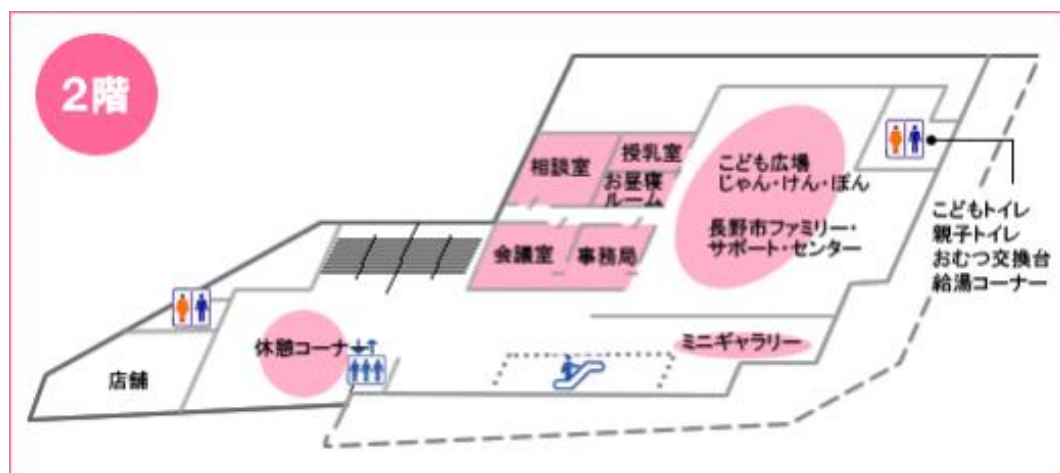 2階
相談室
授乳室
お昼寝
ルーム
こども広場
じゃん・けん・ぽん
長野市ファミリー・
サポート・センター
こどもトイレ
親子トイレ
おむつ交換台
給湯コーナー
会議室
事務局
休憩コーナー
ミニギャラリー
店舗